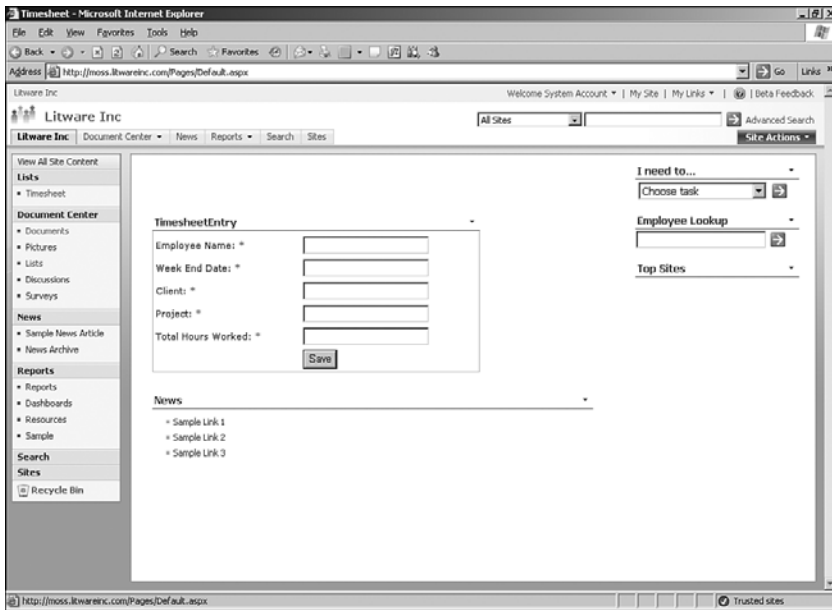 Timesheet - Microsoft Internet Explorer
File Edit View Favorites Tools Help
Back Search Favorites
Address http://moss.litwareinc.com/Pages/Default.aspx Go Links »
Litware Inc Welcome System Account | My Site | My Links | | Beta Feedback
Litware Inc
All Sites Advanced Search
Litware Inc Document Center News Reports Search Sites Site Actions
View All Site Content
Lists
Timesheet
Document Center
Documents
Pictures
Lists
Discussions
Surveys
News
Sample News Article
News Archive
Reports
Reports
Dashboards
Resources
Sample
Search
Sites
Recycle Bin
TimesheetEntry
Employee Name: *
Week End Date: *
Client: *
Project: *
Total Hours Worked: *
Save
News
Sample Link 1
Sample Link 2
Sample Link 3
I need to...
Choose task
Employee Lookup
Top Sites
http://moss.litwareinc.com/Pages/Default.aspx Trusted sites